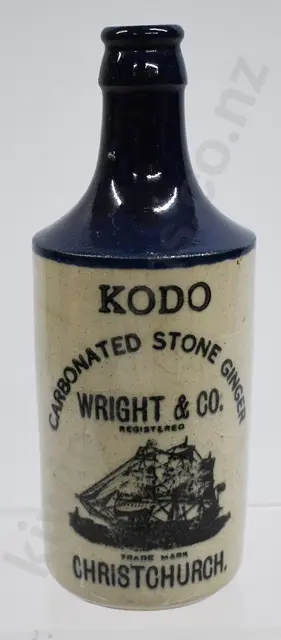 KODO
CARBONATED STONE GINGER
WRIGHT & CO.
REGISTERED
TRADE MARK
CHRISTCHURCH.